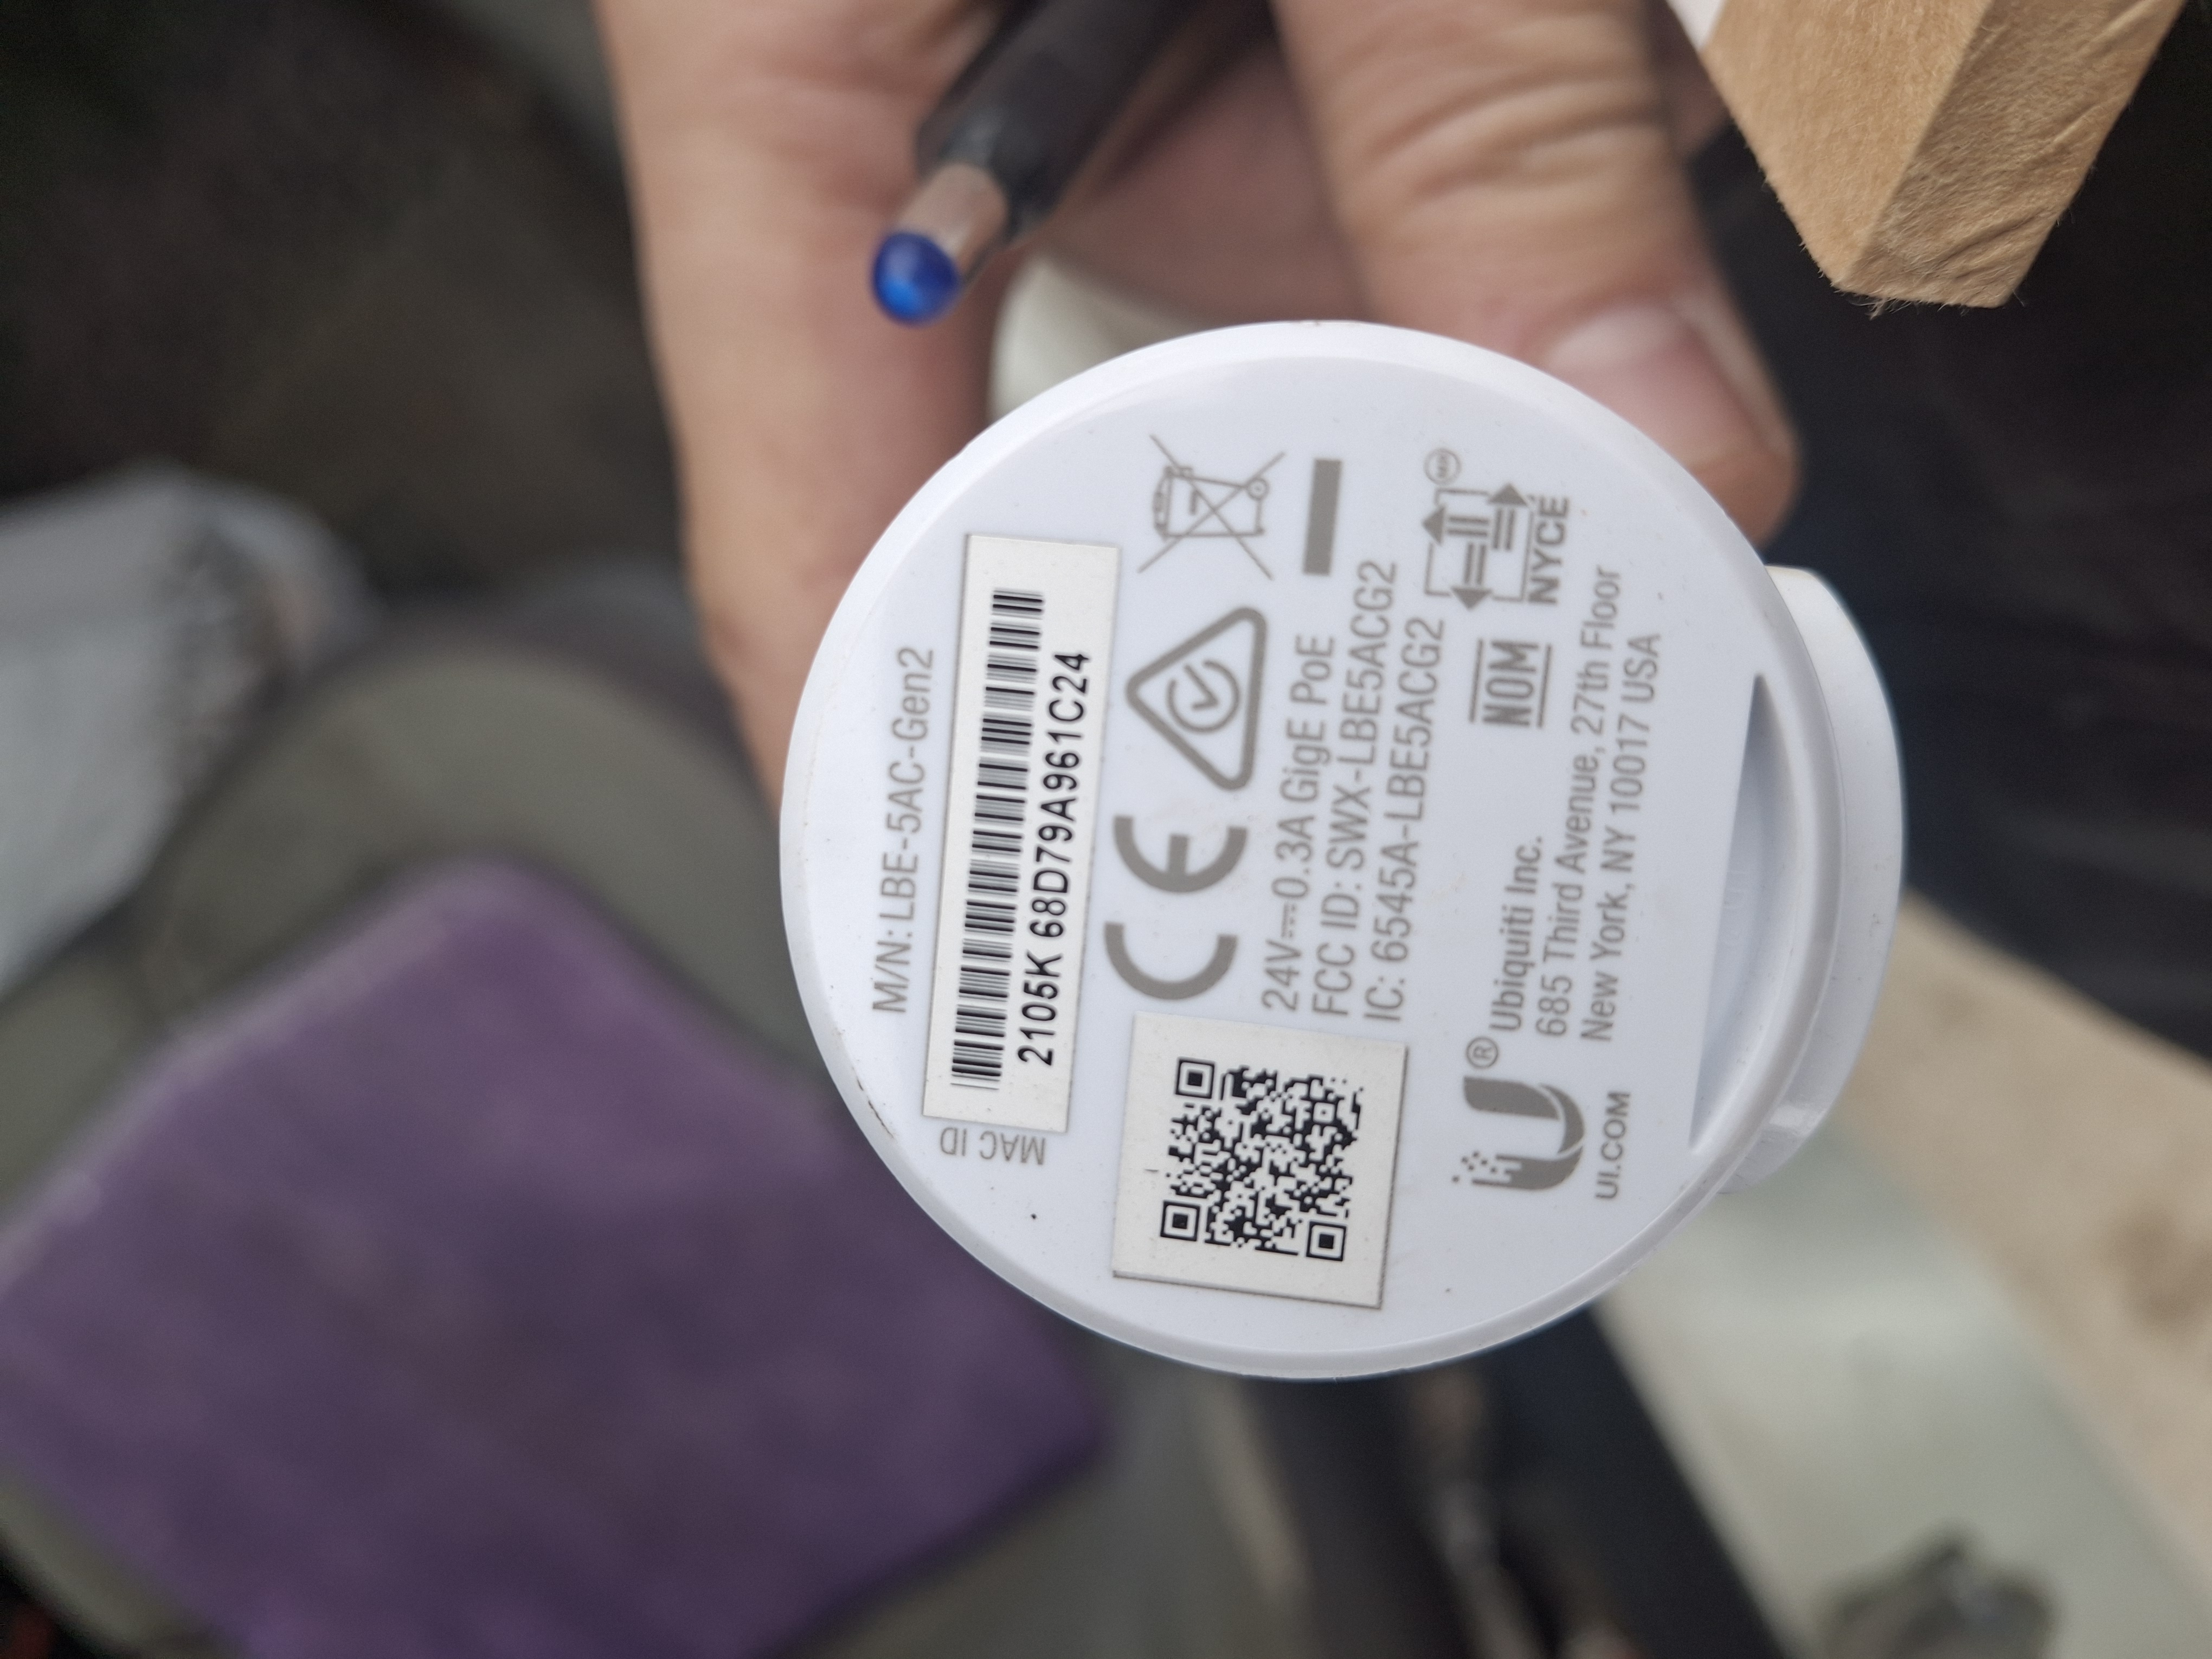 M/N: LBE-5AC-Gen2
MAC ID
2105K 68D79A961C24
24V⎓0.3A GigE PoE
FCC ID: SWX-LBE5ACG2
IC: 6545A-LBE5ACG2
NOM
NYCE
Ubiquiti Inc.
685 Third Avenue, 27th Floor
New York, NY 10017 USA
UI.COM